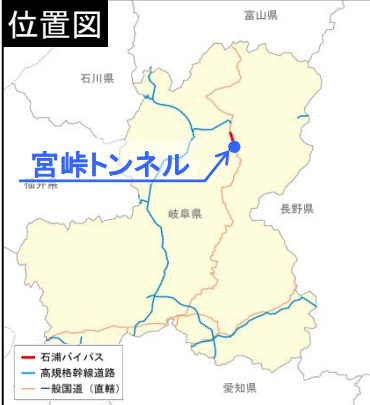 位置図
富山県
石川県
宮峠トンネル
福井県
岐阜県
長野県
石浦バイパス
高規格幹線道路
一般国道（直轄）
愛知県